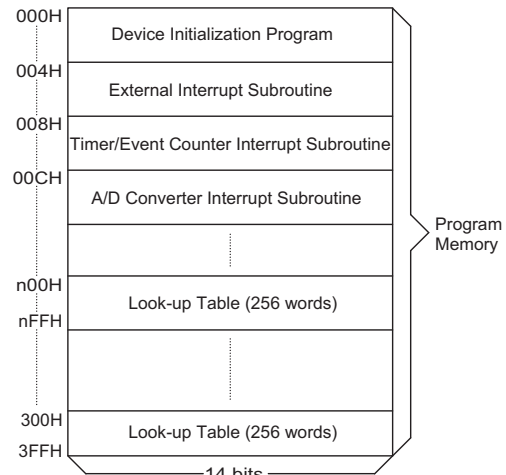 000H
Device Initialization Program
004H
External Interrupt Subroutine
008H
Timer/Event Counter Interrupt Subroutine
00CH
A/D Converter Interrupt Subroutine
Program
Memory
n00H
Look-up Table (256 words)
nFFH
300H
Look-up Table (256 words)
3FFH
14 bits